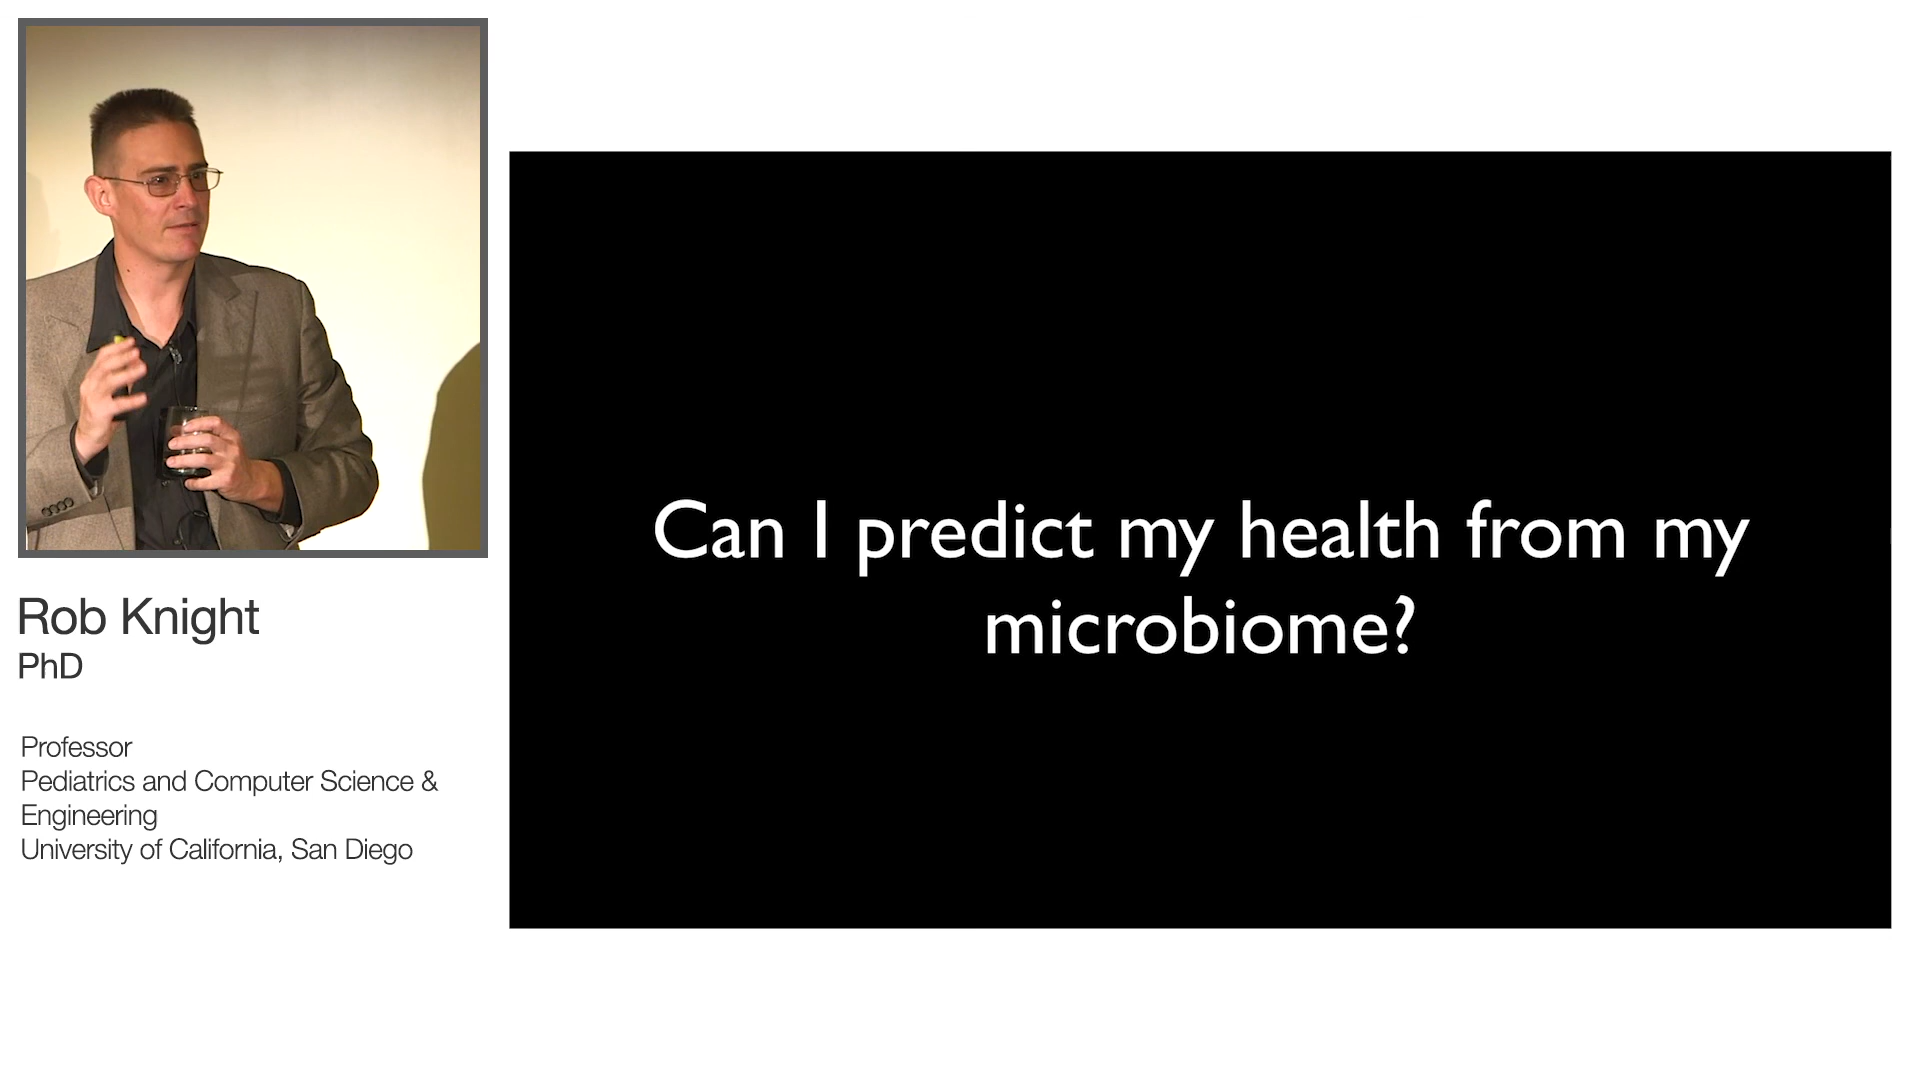 Rob Knight
PhD
Professor
Pediatrics and Computer Science &
Engineering
University of California, San Diego
Can I predict my health from my
microbiome?